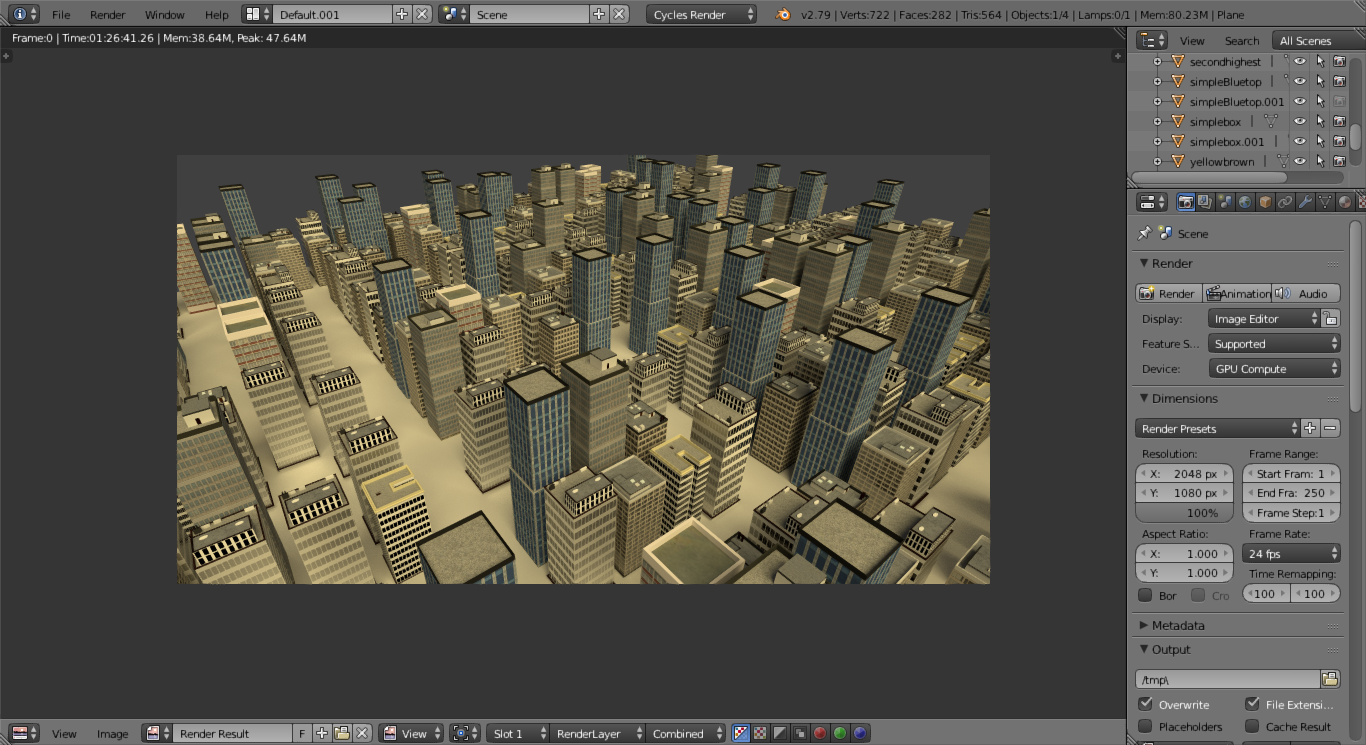 File Render Window Help Default.001 Scene Cycles Render v2.79 | Verts:722 | Faces:282 | Tris:564 | Objects:1/4 | Lamps:0/1 | Mem:80.23M | Plane
Frame:0 | Time:01:26:41.26 | Mem:38.64M, Peak: 47.64M
View Search All Scenes
secondhighest
simpleBluetop
simpleBluetop.001
simplebox
simplebox.001
yellowbrown
Scene
Render
Render Animation Audio
Display: Image Editor
Feature S... Supported
Device: GPU Compute
Dimensions
Render Presets
Resolution: Frame Range:
X: 2048 px Start Fram: 1
Y: 1080 px End Fra: 250
100% Frame Step:1
Aspect Ratio: Frame Rate:
X: 1.000 24 fps
Y: 1.000 Time Remapping:
Bor Cro 100 100
Metadata
Output
/tmp\
Overwrite File Extensi...
Placeholders Cache Result
View Image Render Result F View Slot 1 RenderLayer Combined